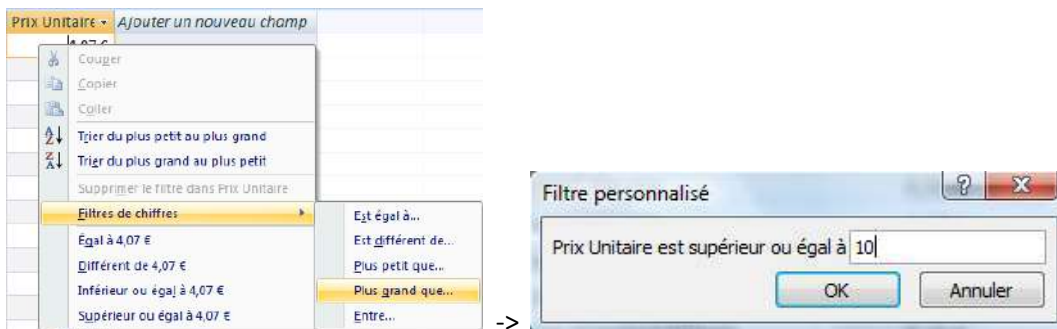 Prix Unitaire Ajouter un nouveau champ
4,07 €
Couper
Copier
Coller
Trier du plus petit au plus grand
Trier du plus grand au plus petit
Supprimer le filtre dans Prix Unitaire
Filtres de chiffres
Égal à 4,07 €
Différent de 4,07 €
Inférieur ou égal à 4,07 €
Supérieur ou égal à 4,07 €
Est égal à...
Est différent de...
Plus petit que...
Plus grand que...
Entre...
->
Filtre personnalisé
Prix Unitaire est supérieur ou égal à 10
OK Annuler